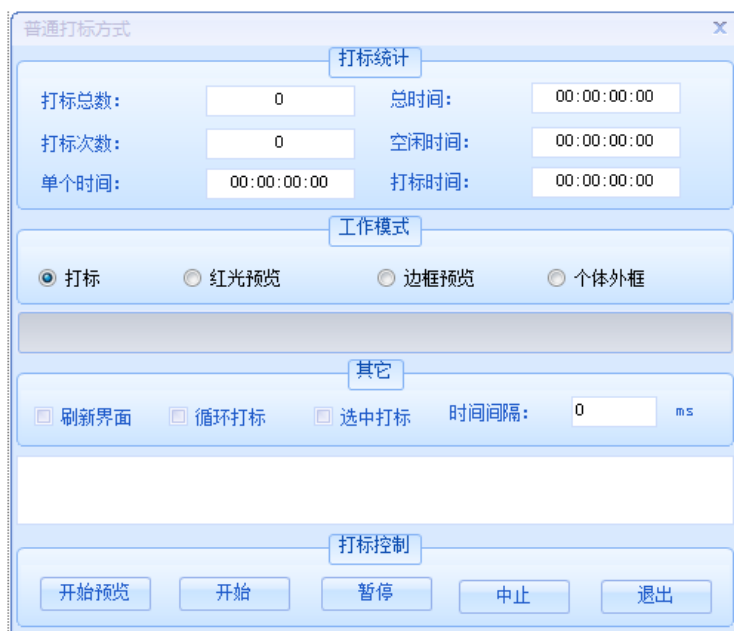 普通打标方式 x
打标统计
打标总数: 0 总时间: 00:00:00:00
打标次数: 0 空闲时间: 00:00:00:00
单个时间: 00:00:00:00 打标时间: 00:00:00:00
工作模式
打标 红光预览 边框预览 个体外框
其它
刷新界面 循环打标 选中打标 时间间隔: 0 ms
打标控制
开始预览 开始 暂停 中止 退出